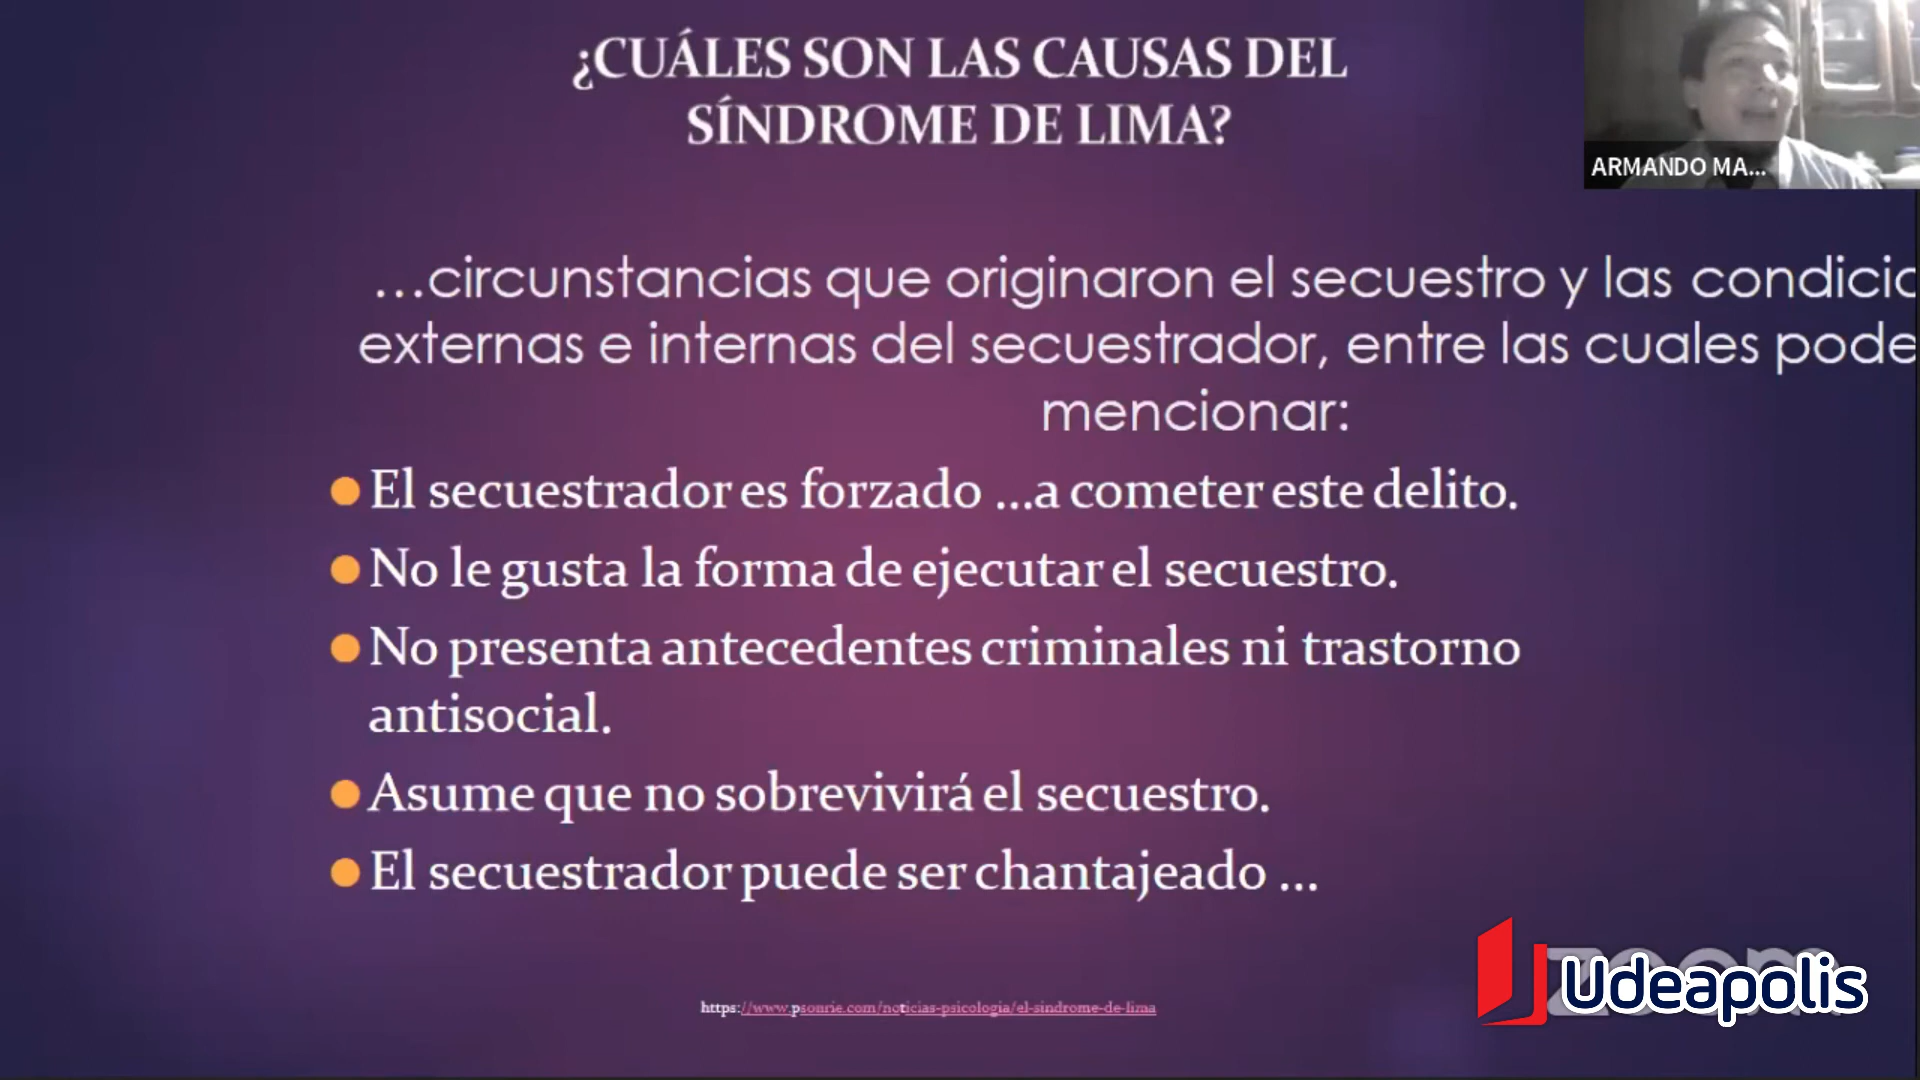 ¿CUÁLES SON LAS CAUSAS DEL
SÍNDROME DE LIMA?
ARMANDO MA...
...circunstancias que originaron el secuestro y las condicio
externas e internas del secuestrador, entre las cuales pode
mencionar:
El secuestrador es forzado ...a cometer este delito.
No le gusta la forma de ejecutar el secuestro.
No presenta antecedentes criminales ni trastorno
antisocial.
Asume que no sobrevivirá el secuestro.
El secuestrador puede ser chantajeado ...
zoom
Udeapolis
https://www.psonrie.com/noticias-psicologia/el-sindrome-de-lima